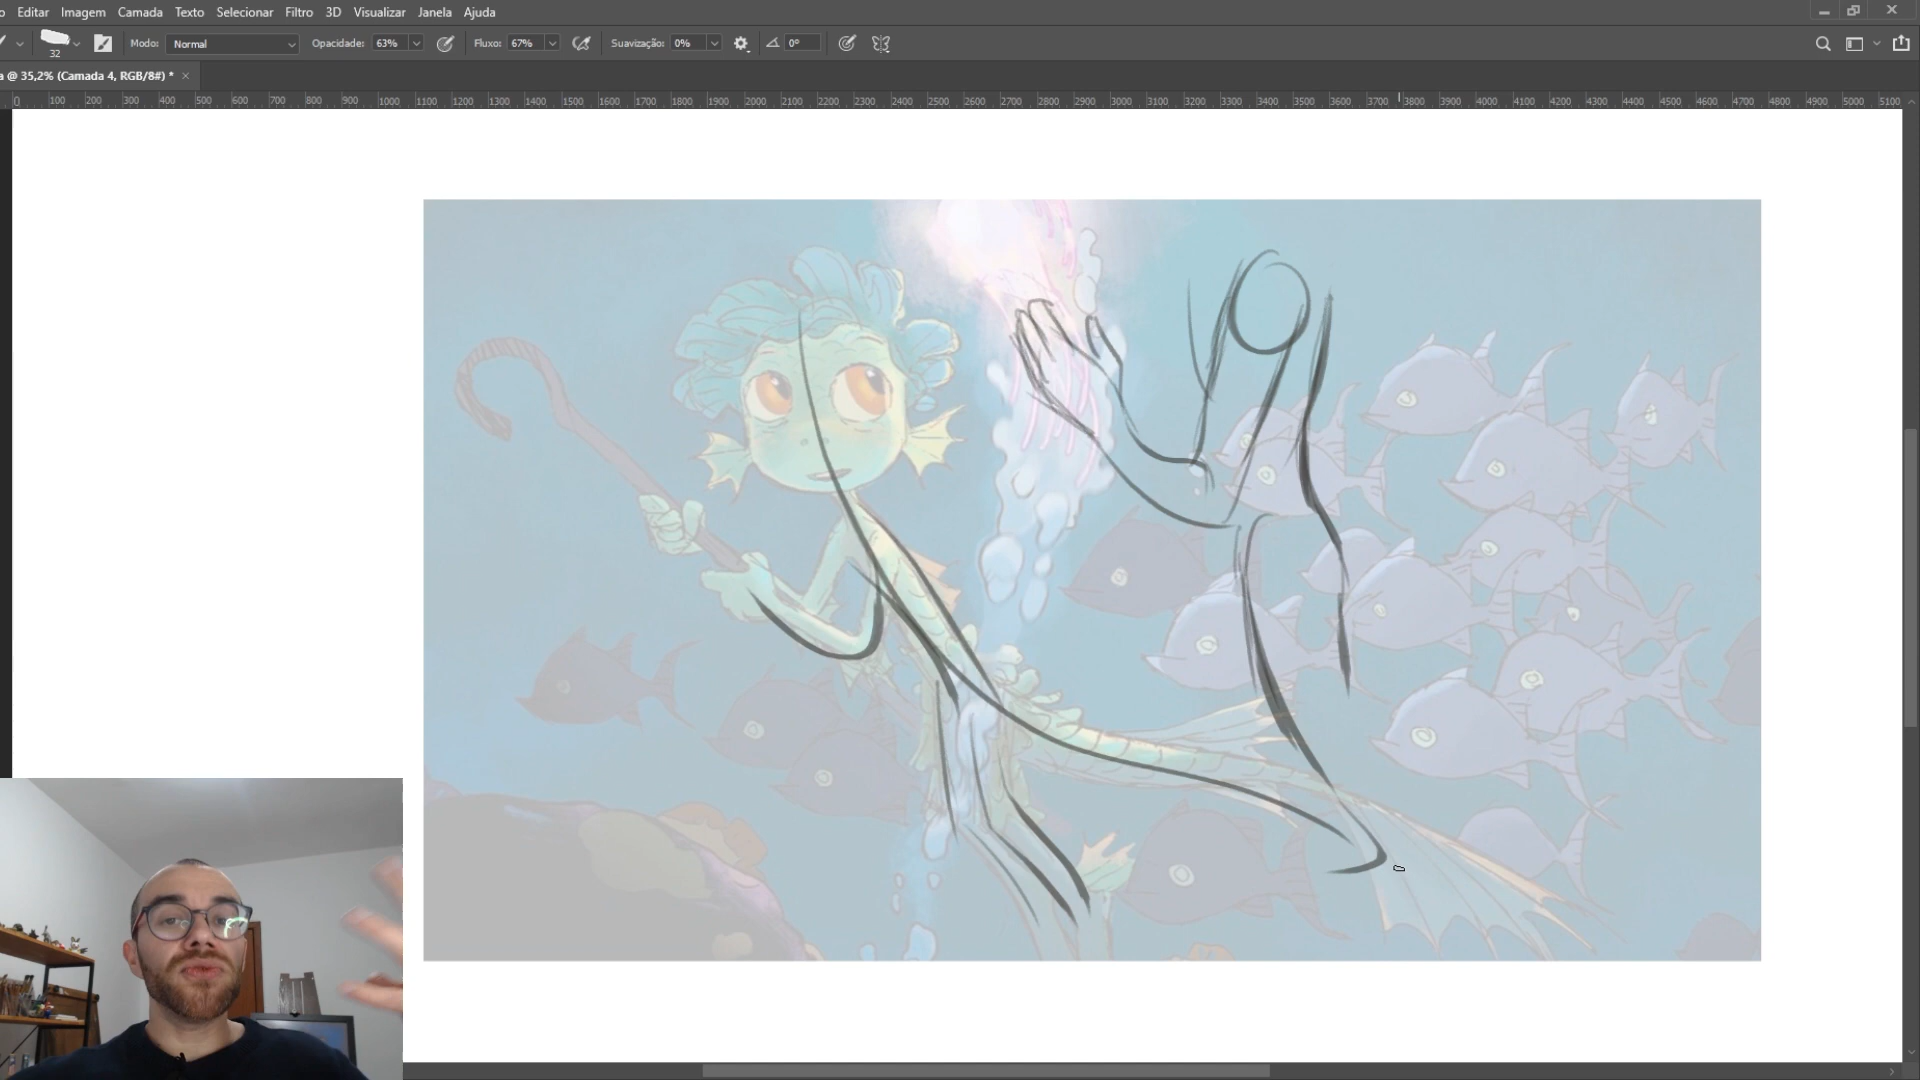 Editar Imagem Camada Texto Selecionar Filtro 3D Visualizar Janela Ajuda
32 Modo: Normal Opacidade: 63% Fluxo: 67% Suavização: 0% 0°
a @ 35,2% (Camada 4, RGB/8#) * ×
0 100 200 300 400 500 600 700 800 900 1000 1100 1200 1300 1400 1500 1600 1700 1800 1900 2000 2100 2200 2300 2400 2500 2600 2700 2800 2900 3000 3100 3200 3300 3400 3500 3600 3700 3800 3900 4000 4100 4200 4300 4400 4500 4600 4700 4800 4900 5000 5100